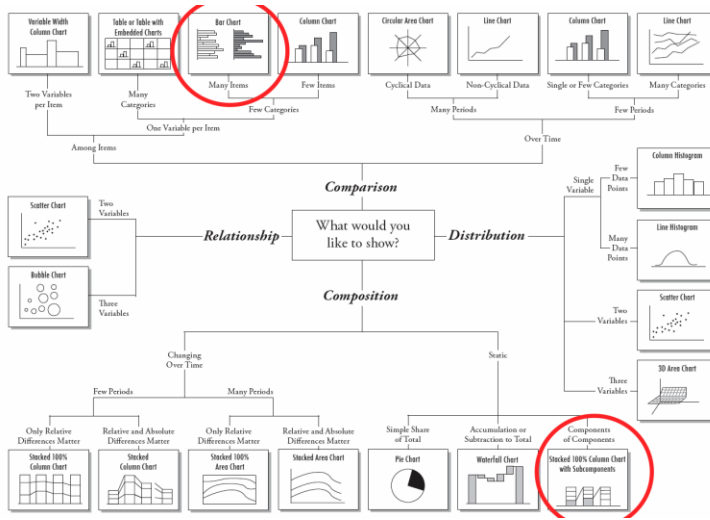 Variable Width
Column Chart
Table or Table with
Embedded Charts
Bar Chart
Column Chart
Circular Area Chart
Line Chart
Column Chart
Line Chart
Two Variables
per Item
Many
Categories
Many Items
Few Items
Cyclical Data
Non-Cyclical Data
Single or Few Categories
Many Categories
Few Categories
Many Periods
Few Periods
One Variable per Item
Among Items
Over Time
Comparison
What would you
like to show?
Relationship
Scatter Chart
Two
Variables
Bubble Chart
Three
Variables
Distribution
Single
Variable
Few
Data
Points
Column Histogram
Many
Data
Points
Line Histogram
Two
Variables
Scatter Chart
Three
Variables
3D Area Chart
Composition
Changing
Over Time
Static
Few Periods
Many Periods
Only Relative
Differences Matter
Relative and Absolute
Differences Matter
Only Relative
Differences Matter
Relative and Absolute
Differences Matter
Simple Share
of Total
Accumulation or
Subtraction to Total
Components
of Components
Stacked 100%
Column Chart
Stacked
Column Chart
Stacked 100%
Area Chart
Stacked Area Chart
Pie Chart
Waterfall Chart
Stacked 100% Column Chart
with Subcomponents